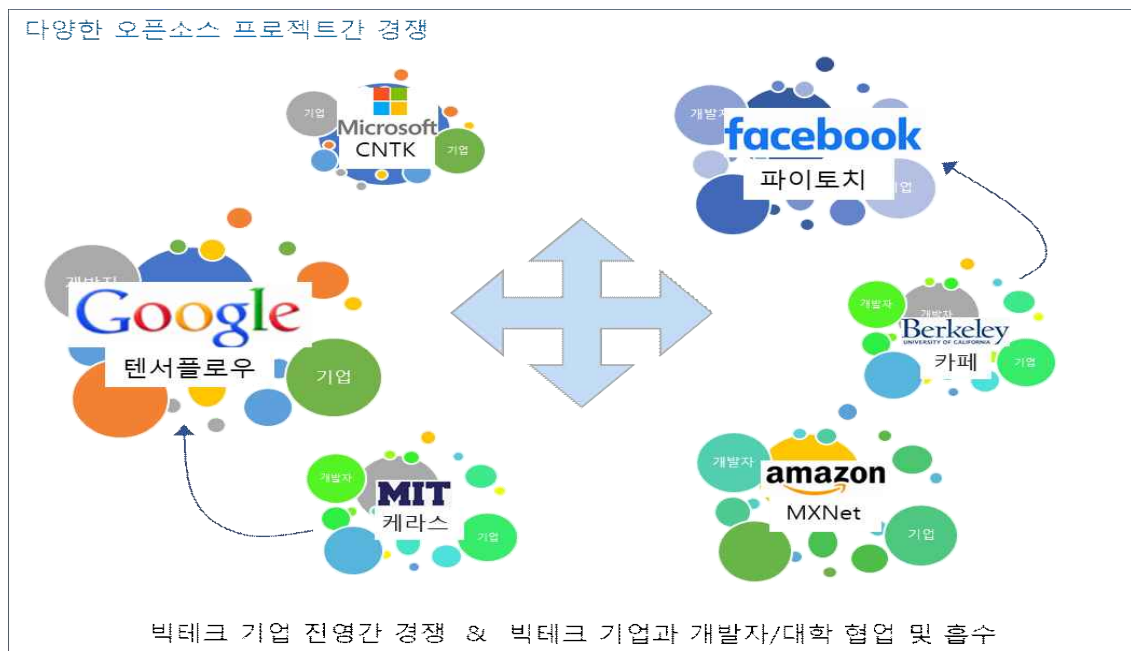 다양한 오픈소스 프로젝트간 경쟁
기업
Microsoft
CNTK
기업
개발자
facebook
파이토치
기업
개발자
Google
텐서플로우
기업
개발자
개발자
Berkeley
UNIVERSITY OF CALIFORNIA
카페
기업
개발자
MIT
케라스
기업
개발자
amazon
MXNet
기업
빅테크 기업 진영간 경쟁 & 빅테크 기업과 개발자/대학 협업 및 흡수